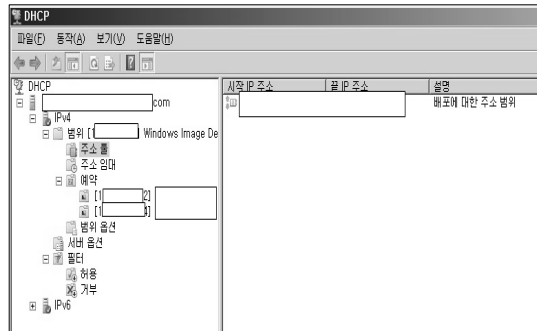 DHCP
파일(F) 동작(A) 보기(V) 도움말(H)
DHCP
com
IPv4
범위 [1 Windows Image De
주소 풀
주소 임대
예약
[1 2]
[1 4]
범위 옵션
서버 옵션
필터
허용
거부
IPv6
시작 IP 주소 끝 IP 주소 설명
배포에 대한 주소 범위